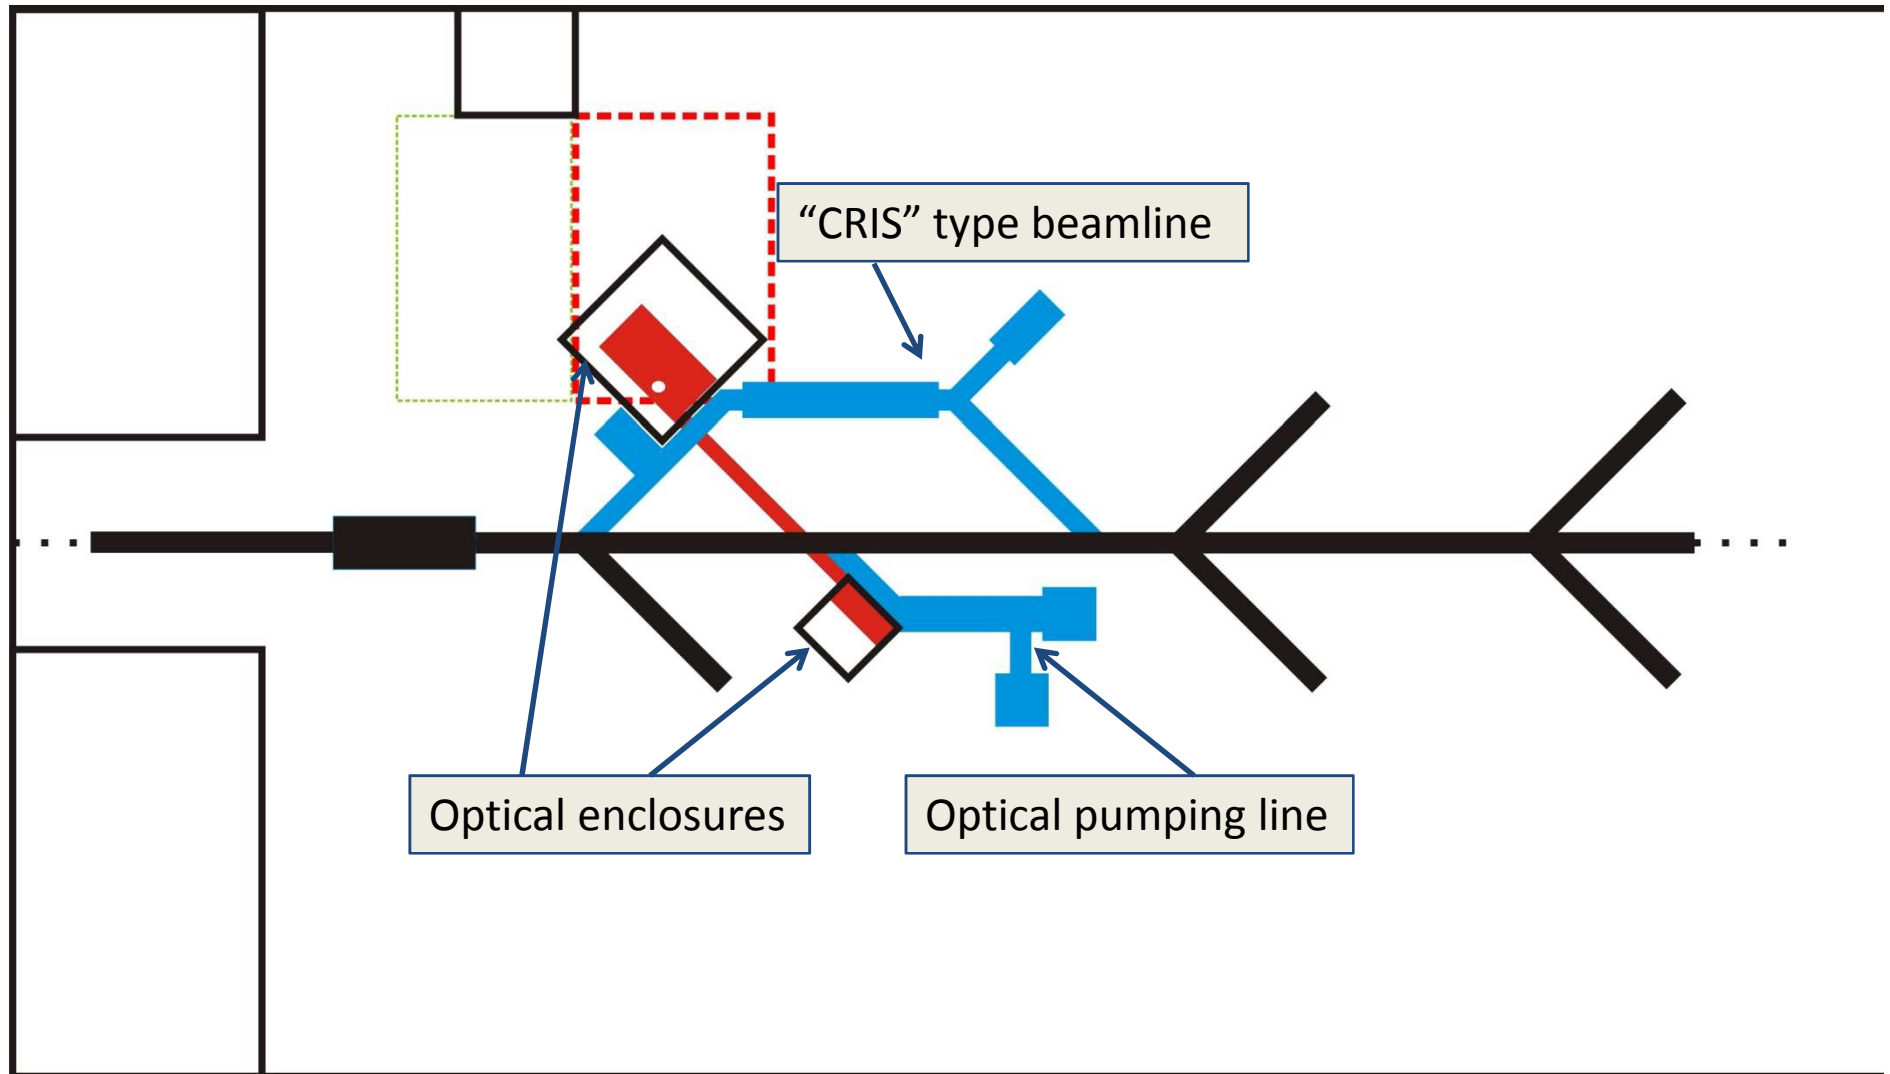 “CRIS” type beamline
Optical enclosures
Optical pumping line